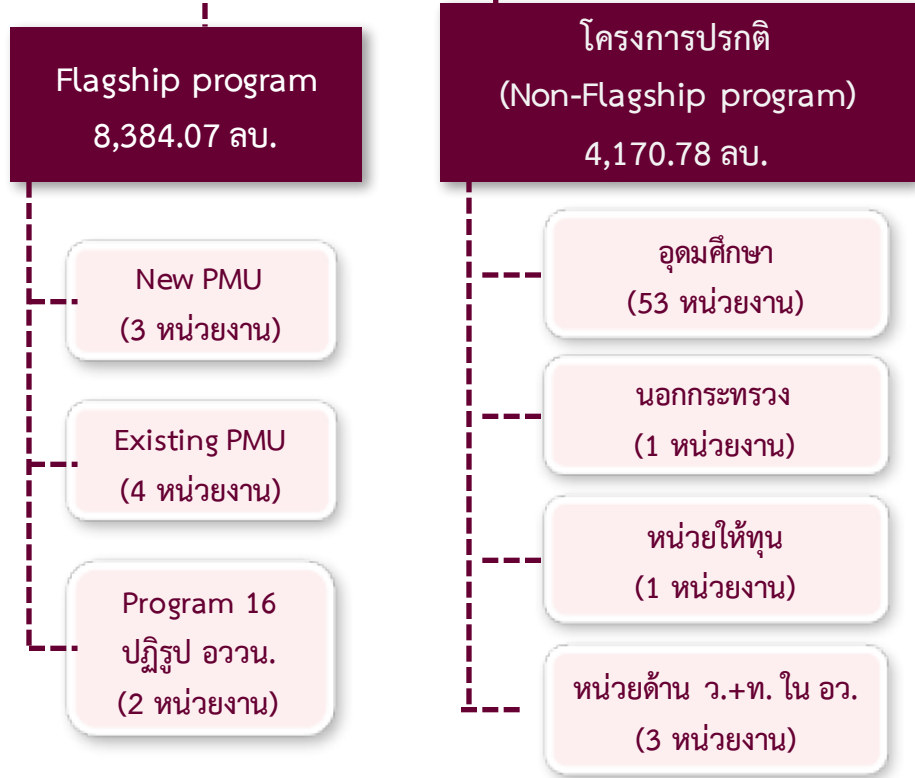 Flagship program
8,384.07 ลบ.
New PMU
(3 หน่วยงาน)
Existing PMU
(4 หน่วยงาน)
Program 16
ปฏิรูป อววน.
(2 หน่วยงาน)
โครงการปรกติ
(Non-Flagship program)
4,170.78 ลบ.
อุดมศึกษา
(53 หน่วยงาน)
นอกกระทรวง
(1 หน่วยงาน)
หน่วยให้ทุน
(1 หน่วยงาน)
หน่วยด้าน ว.+ท. ใน อว.
(3 หน่วยงาน)